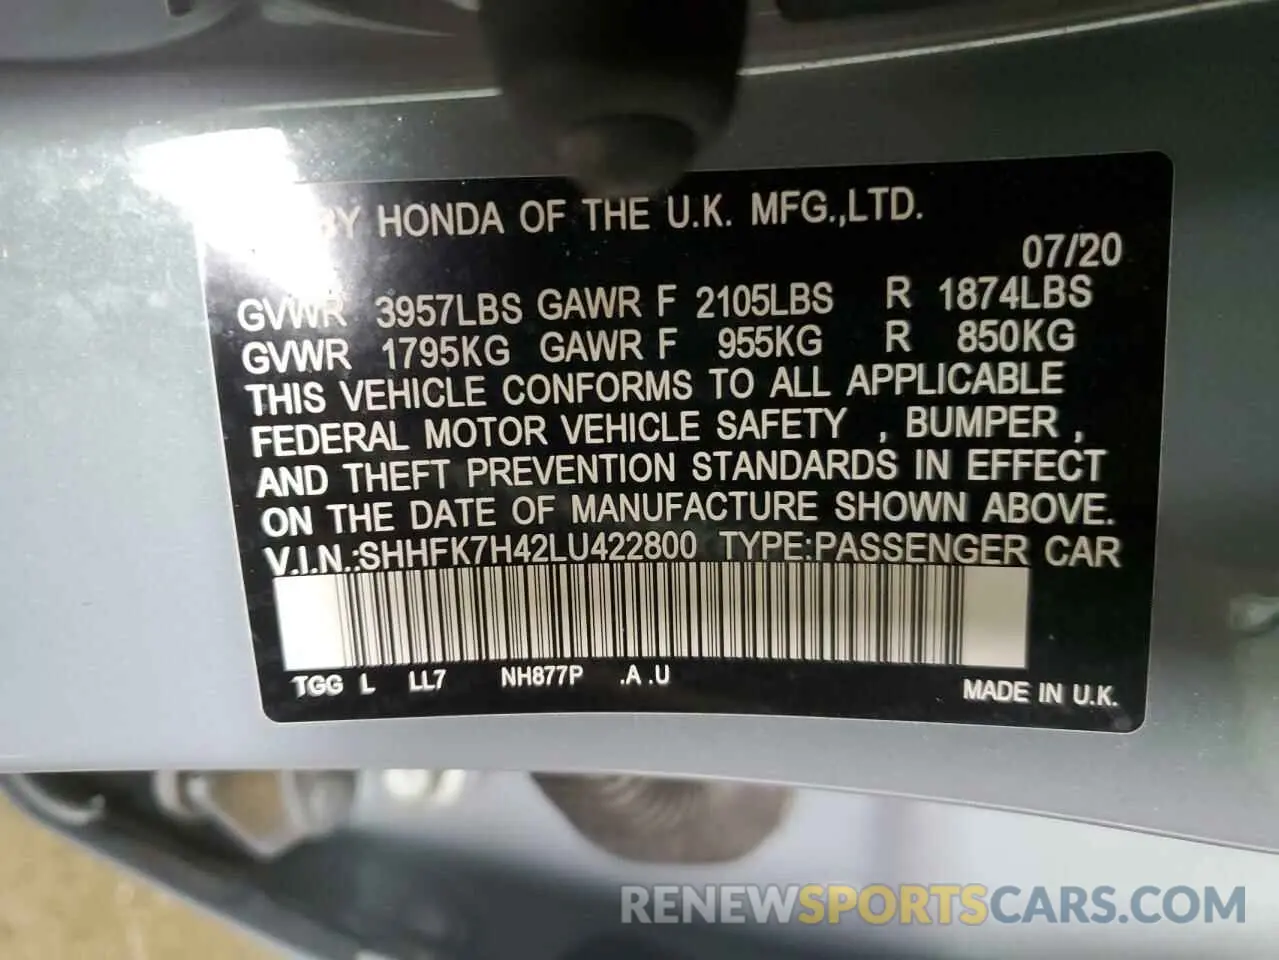 BY HONDA OF THE U.K. MFG.,LTD.
07/20
GVWR 3957LBS GAWR F 2105LBS R 1874LBS
GVWR 1795KG GAWR F 955KG R 850KG
THIS VEHICLE CONFORMS TO ALL APPLICABLE
FEDERAL MOTOR VEHICLE SAFETY , BUMPER ,
AND THEFT PREVENTION STANDARDS IN EFFECT
ON THE DATE OF MANUFACTURE SHOWN ABOVE.
V.I.N.:SHHFK7H42LU422800 TYPE:PASSENGER CAR
TGG L LL7 NH877P .A .U
MADE IN U.K.
RENEWSPORTSCARS.COM